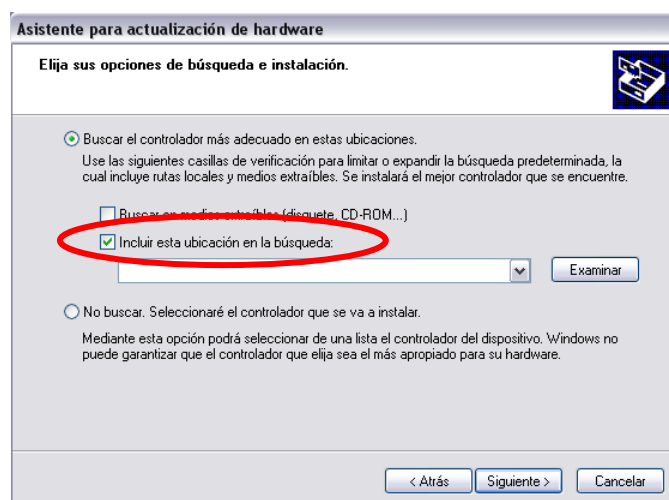 Asistente para actualización de hardware
Elija sus opciones de búsqueda e instalación.
Buscar el controlador más adecuado en estas ubicaciones.
Use las siguientes casillas de verificación para limitar o expandir la búsqueda predeterminada, la
cual incluye rutas locales y medios extraíbles. Se instalará el mejor controlador que se encuentre.
Buscar en medios extraíbles (disquete, CD-ROM...)
Incluir esta ubicación en la búsqueda:
Examinar
No buscar. Seleccionaré el controlador que se va a instalar.
Mediante esta opción podrá seleccionar de una lista el controlador del dispositivo. Windows no
puede garantizar que el controlador que elija sea el más apropiado para su hardware.
< Atrás Siguiente > Cancelar